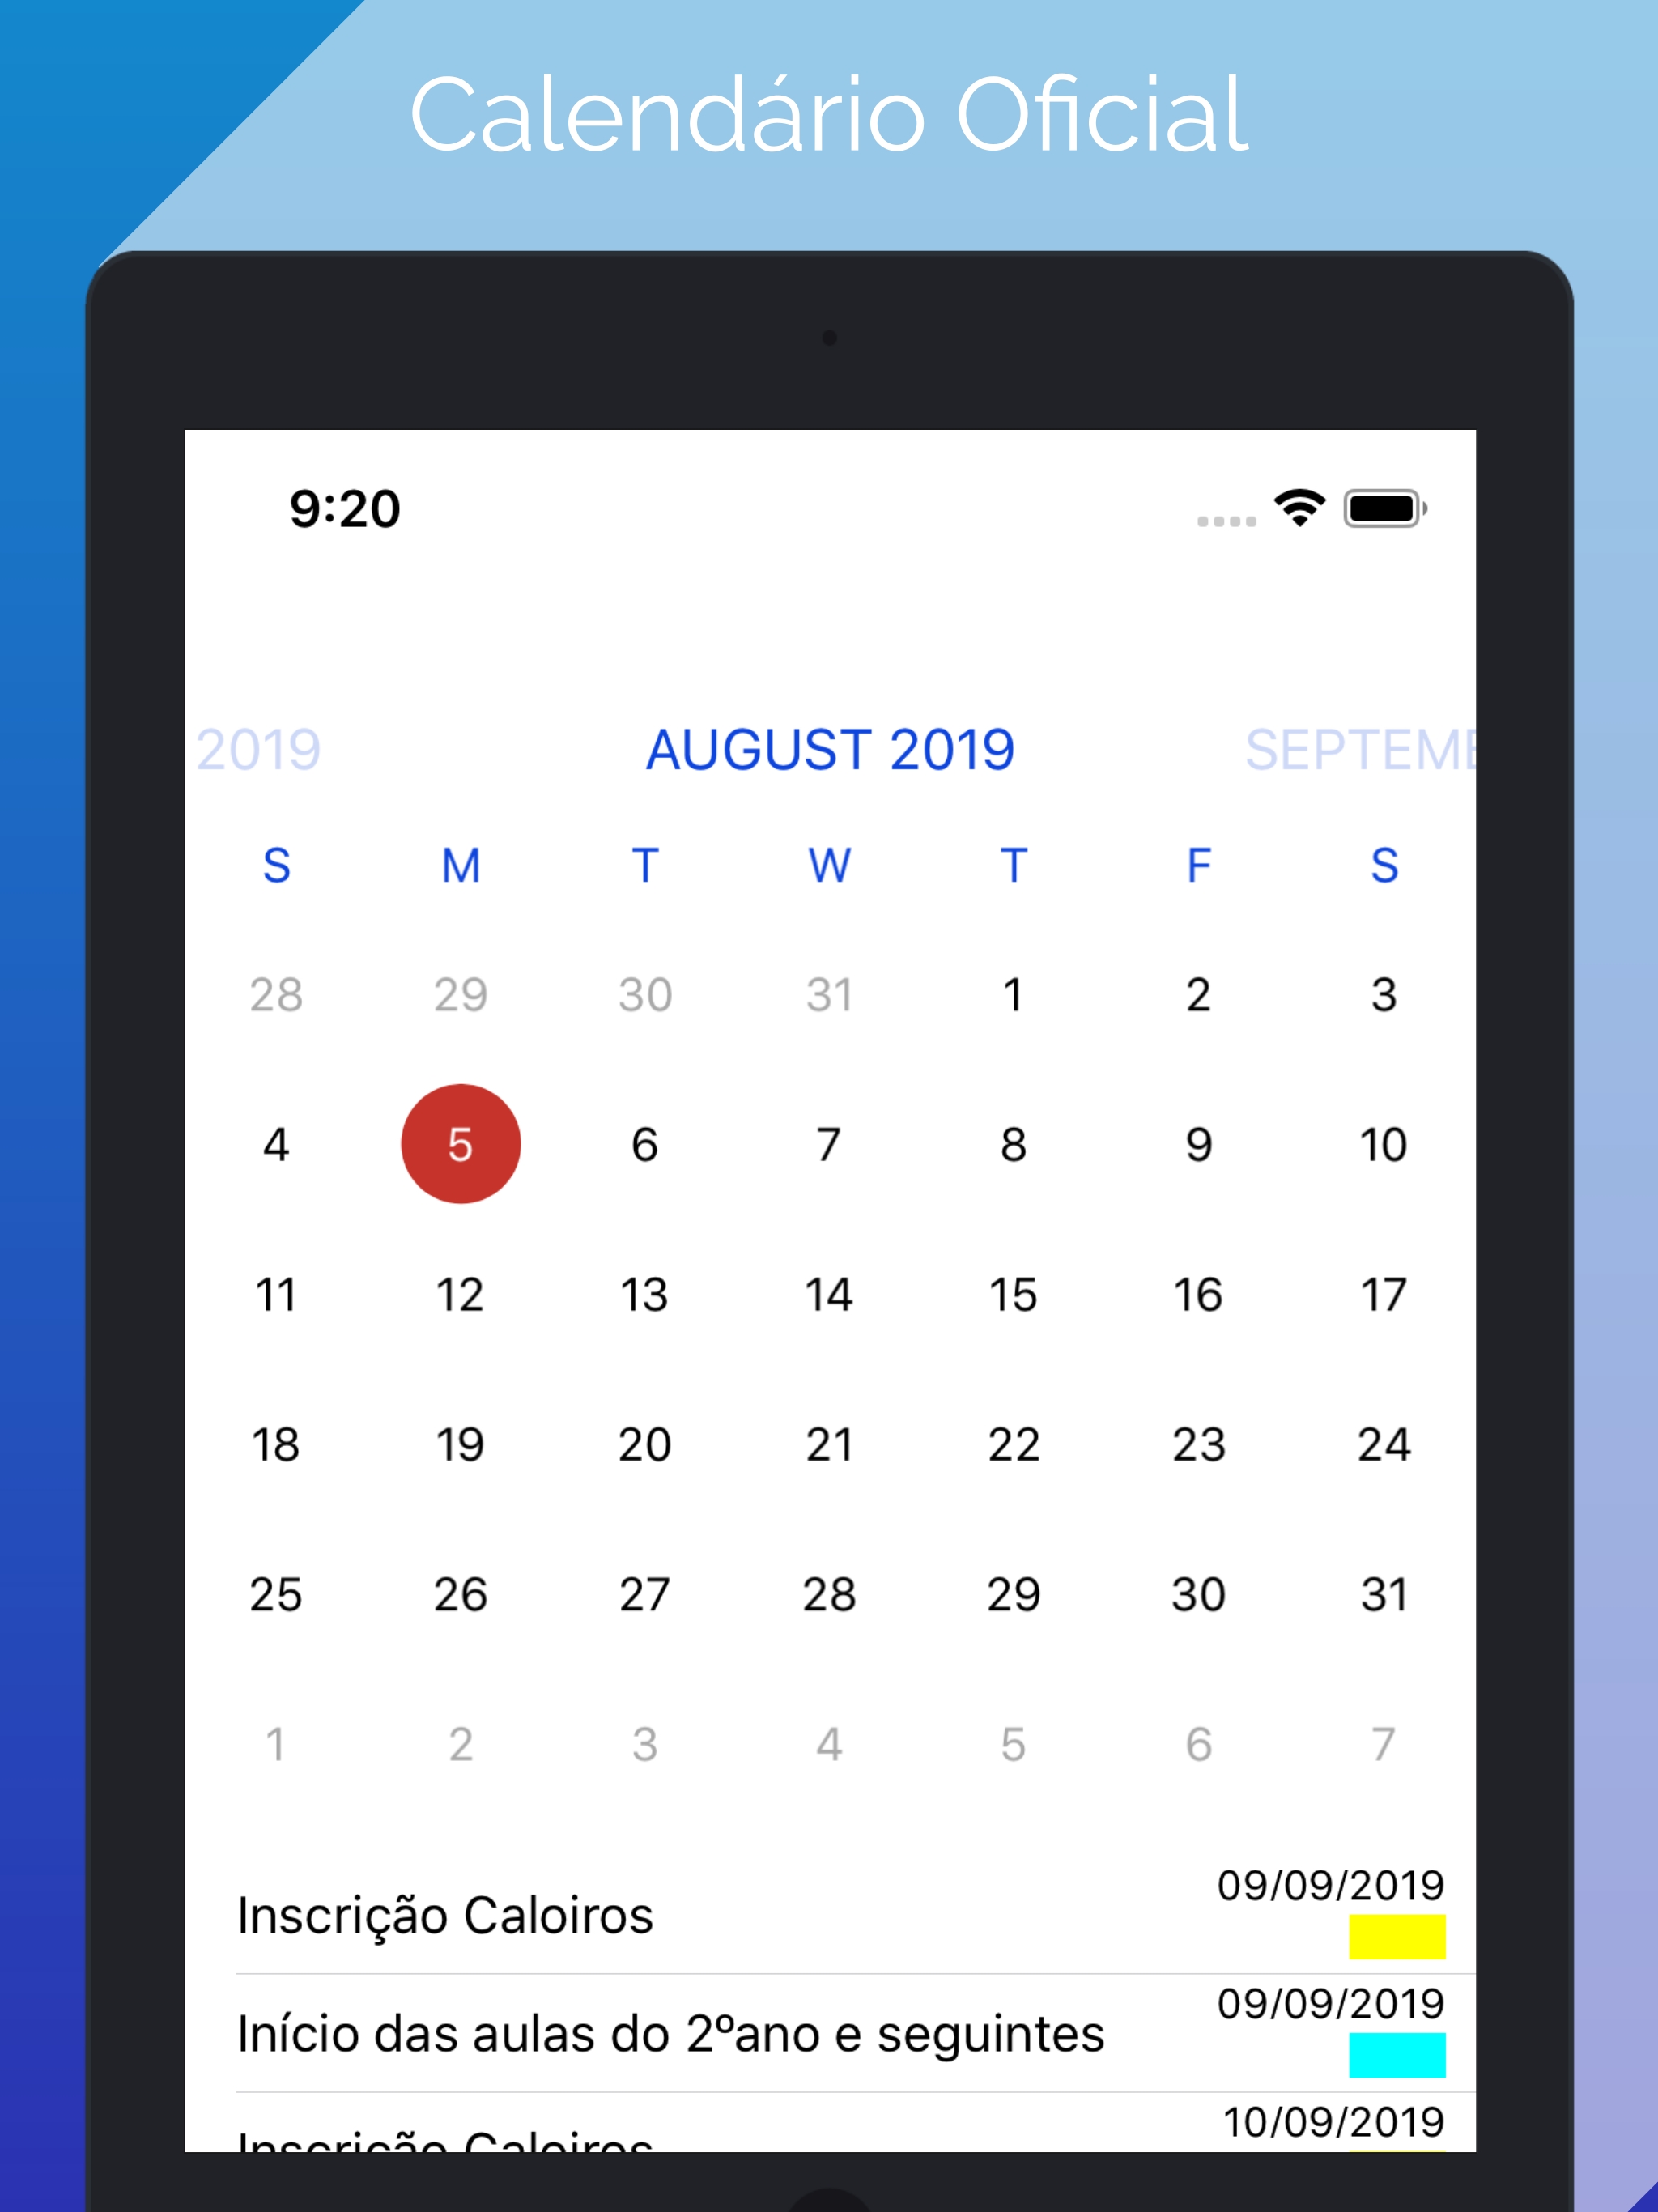 Calendário Oficial
9:20
2019 AUGUST 2019 SEPTEME
S M T W T F S
28 29 30 31 1 2 3
4 5 6 7 8 9 10
11 12 13 14 15 16 17
18 19 20 21 22 23 24
25 26 27 28 29 30 31
1 2 3 4 5 6 7
Inscrição Caloiros 09/09/2019
Início das aulas do 2ºano e seguintes 09/09/2019
Inscrição Caloiros 10/09/2019